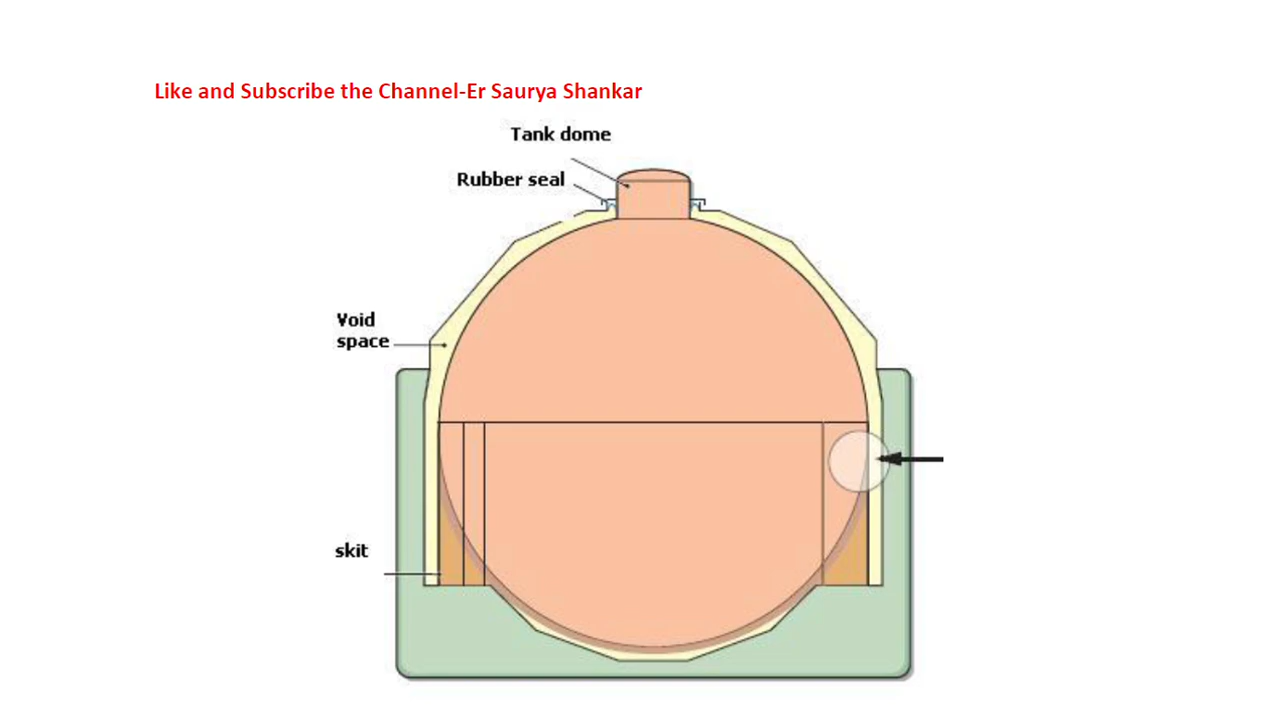 Like and Subscribe the Channel-Er Saurya Shankar
Tank dome
Rubber seal
Void
space
skit